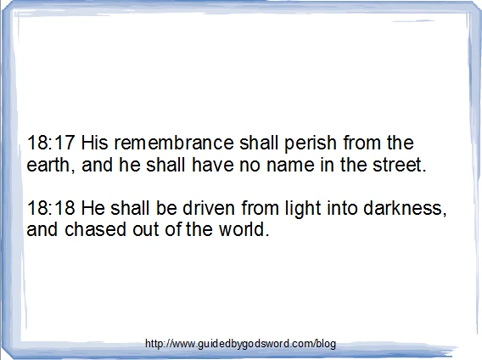 18:17 His remembrance shall perish from the
earth, and he shall have no name in the street.
18:18 He shall be driven from light into darkness,
and chased out of the world.
http://www.guidedbygodsword.com/blog